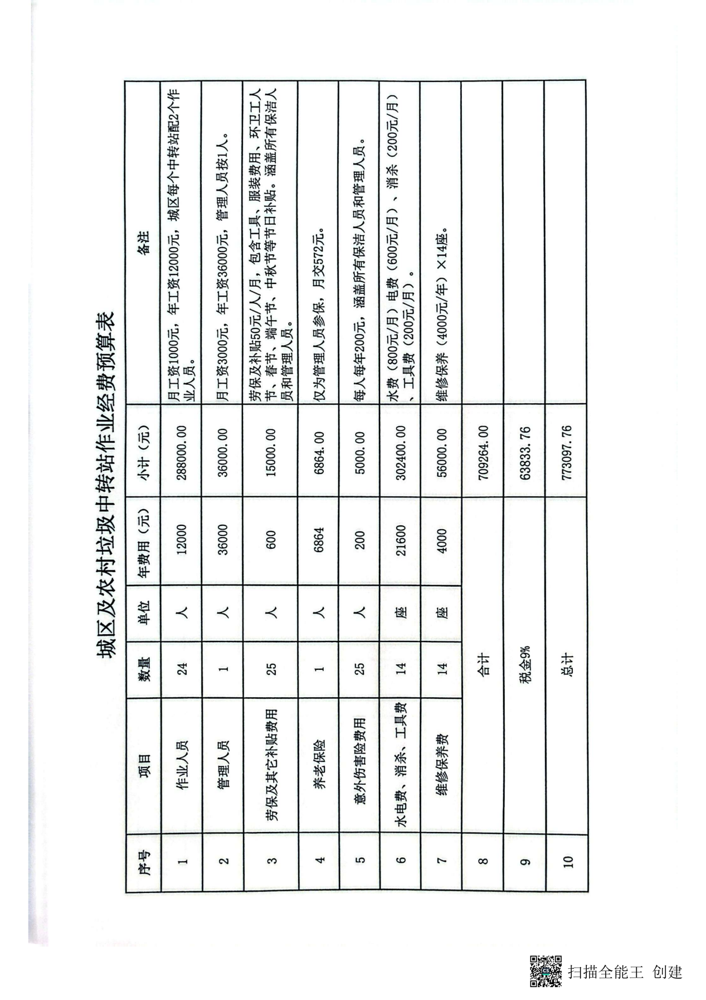 城区及农村垃圾中转站作业经费预算表
序号 项目 数量 单位 年费用（元） 小计（元） 备注
1 作业人员 24 人 12000 288000.00 月工资1000元，年工资12000元，城区每个中转站配2个作
业人员。
2 管理人员 1 人 36000 36000.00 月工资3000元，年工资36000元，管理人员按1人。
3 劳保及其它补贴费用 25 人 600 15000.00 劳保及补贴50元/人/月，包含工具、服装费用、环卫工人
节、春节、端午节、中秋节等节日补贴。涵盖所有保洁人
员和管理人员。
4 养老保险 1 人 6864 6864.00 仅为管理人员参保，月交572元。
5 意外伤害险费用 25 人 200 5000.00 每人每年200元，涵盖所有保洁人员和管理人员。
6 水电费、消杀、工具费 14 座 21600 302400.00 水费（800元/月）电费（600元/月）、消杀（200元/月）
、工具费（200元/月）。
7 维修保养费 14 座 4000 56000.00 维修保养（4000元/年）×14座。
8 合计 709264.00
9 税金9% 63833.76
10 总计 773097.76
扫描全能王 创建